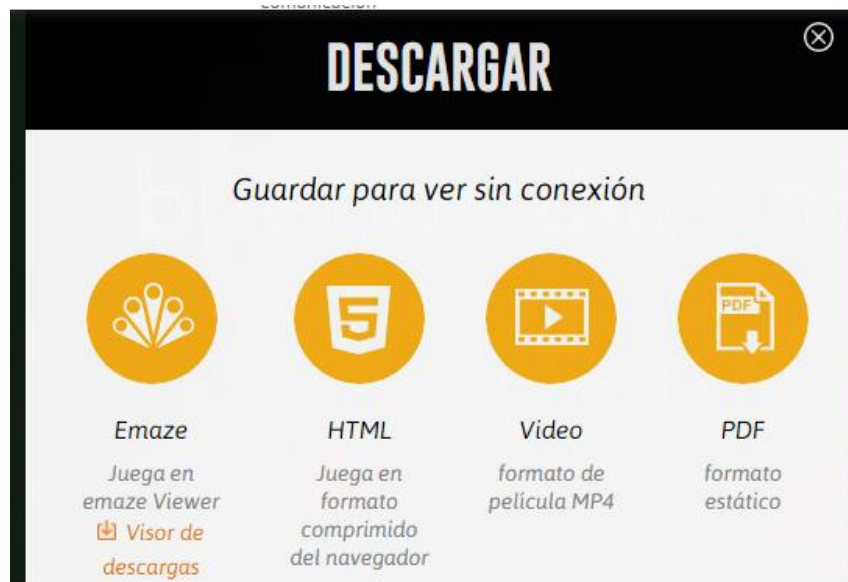 comunicación
DESCARGAR
Guardar para ver sin conexión
PDF
Emaze
Juega en
emaze Viewer
Visor de
descargas
HTML
Juega en
formato
comprimido
del navegador
Video
formato de
película MP4
PDF
formato
estático